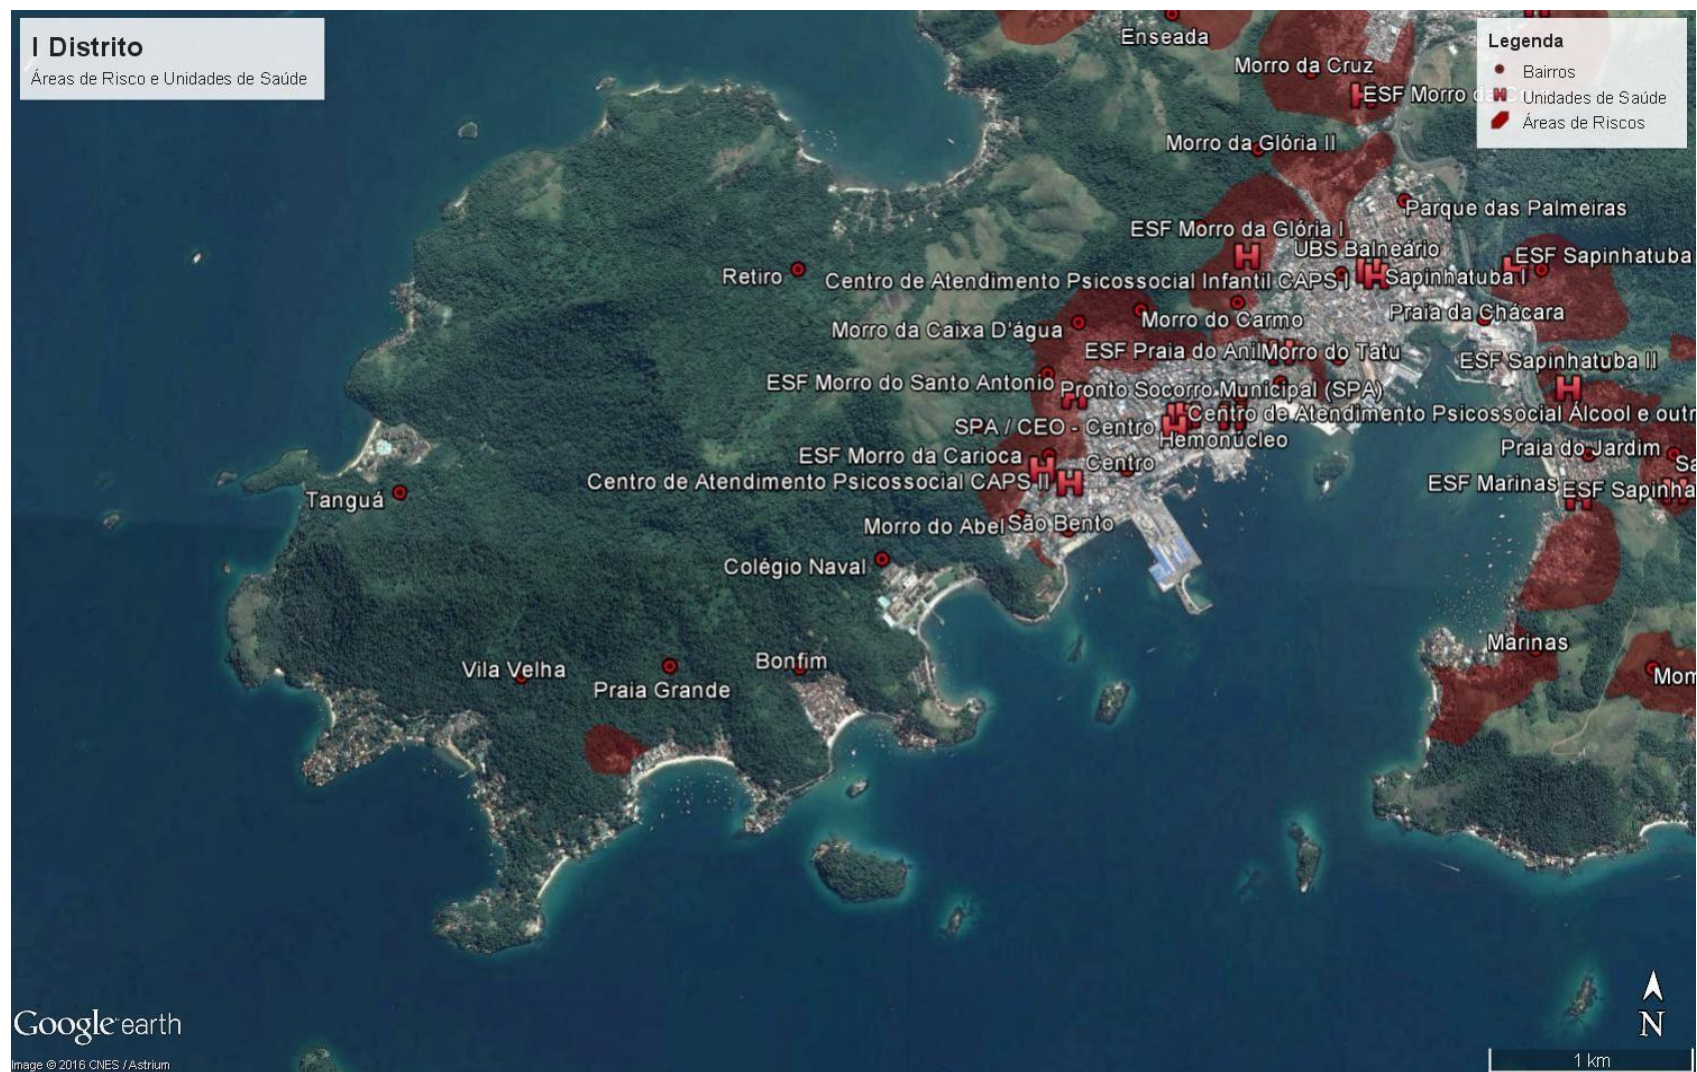 I Distrito
Áreas de Risco e Unidades de Saúde
Legenda
Bairros
Unidades de Saúde
Áreas de Riscos
Enseada
Morro da Cruz
ESF Morro da
Morro da Glória II
Parque das Palmeiras
ESF Morro da Glória I
UBS Balneário
ESF Sapinhatuba
Retiro
Centro de Atendimento Psicossocial Infantil CAPS I
Sapinhatuba I
Morro da Caixa D'água
Morro do Carmo
Praia da Chácara
ESF Praia do Anil
Morro do Tatu
ESF Sapinhatuba II
ESF Morro do Santo Antonio
Pronto Socorro Municipal (SPA)
Centro de Atendimento Psicossocial Álcool e outr
SPA / CEO - Centro
Hemonúcleo
Praia do Jardim
Sa
ESF Morro da Carioca
Centro
Centro de Atendimento Psicossocial CAPS II
ESF Marinas
ESF Sapinha
Tanguá
Morro do Abel
São Bento
Colégio Naval
Marinas
Vila Velha
Bonfim
Praia Grande
Mom
Google earth
N
Image © 2016 CNES / Astrium
1 km